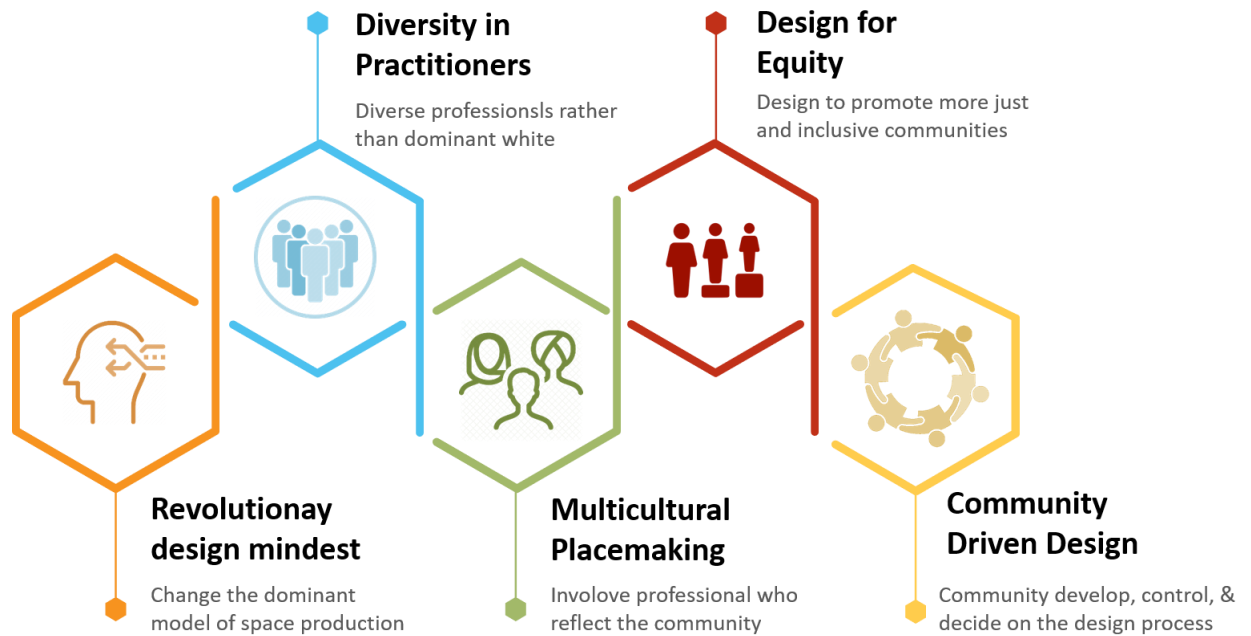 Diversity in
Practitioners
Diverse professionsls rather
than dominant white
Design for
Equity
Design to promote more just
and inclusive communities
Revolutionay
design mindest
Change the dominant
model of space production
Multicultural
Placemaking
Involove professional who
reflect the community
Community
Driven Design
Community develop, control, &
decide on the design process